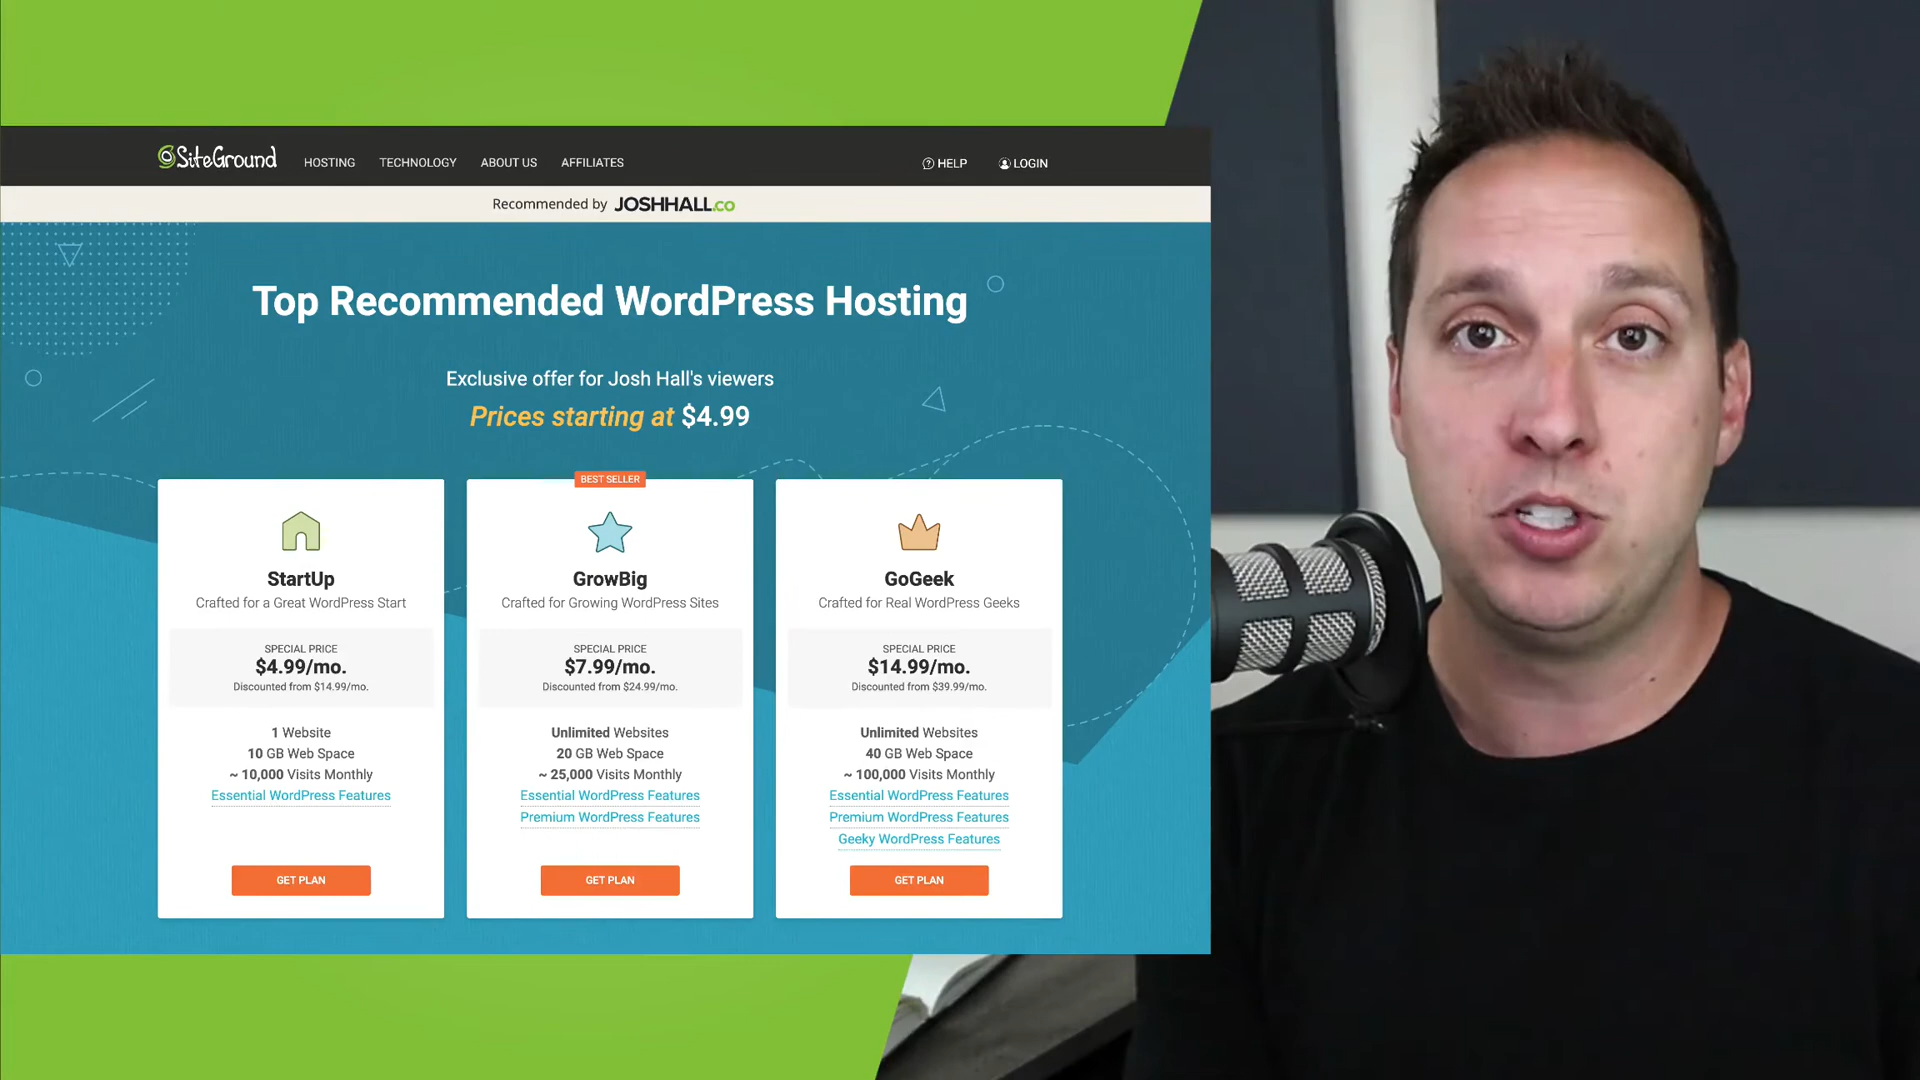 SiteGround
HOSTING
TECHNOLOGY
ABOUT US
AFFILIATES
HELP
LOGIN
Recommended by JOSHHALL.co
Top Recommended WordPress Hosting
Exclusive offer for Josh Hall's viewers
Prices starting at $4.99
StartUp
Crafted for a Great WordPress Start
SPECIAL PRICE
$4.99/mo.
Discounted from $14.99/mo.
1 Website
10 GB Web Space
~ 10,000 Visits Monthly
Essential WordPress Features
GET PLAN
BEST SELLER
GrowBig
Crafted for Growing WordPress Sites
SPECIAL PRICE
$7.99/mo.
Discounted from $24.99/mo.
Unlimited Websites
20 GB Web Space
~ 25,000 Visits Monthly
Essential WordPress Features
Premium WordPress Features
GET PLAN
GoGeek
Crafted for Real WordPress Geeks
SPECIAL PRICE
$14.99/mo.
Discounted from $39.99/mo.
Unlimited Websites
40 GB Web Space
~ 100,000 Visits Monthly
Essential WordPress Features
Premium WordPress Features
Geeky WordPress Features
GET PLAN